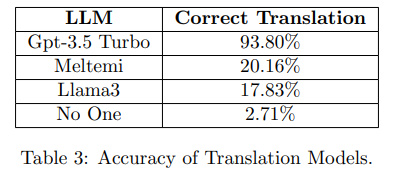 LLM Correct Translation
Gpt-3.5 Turbo 93.80%
Meltemi 20.16%
Llama3 17.83%
No One 2.71%
Table 3: Accuracy of Translation Models.